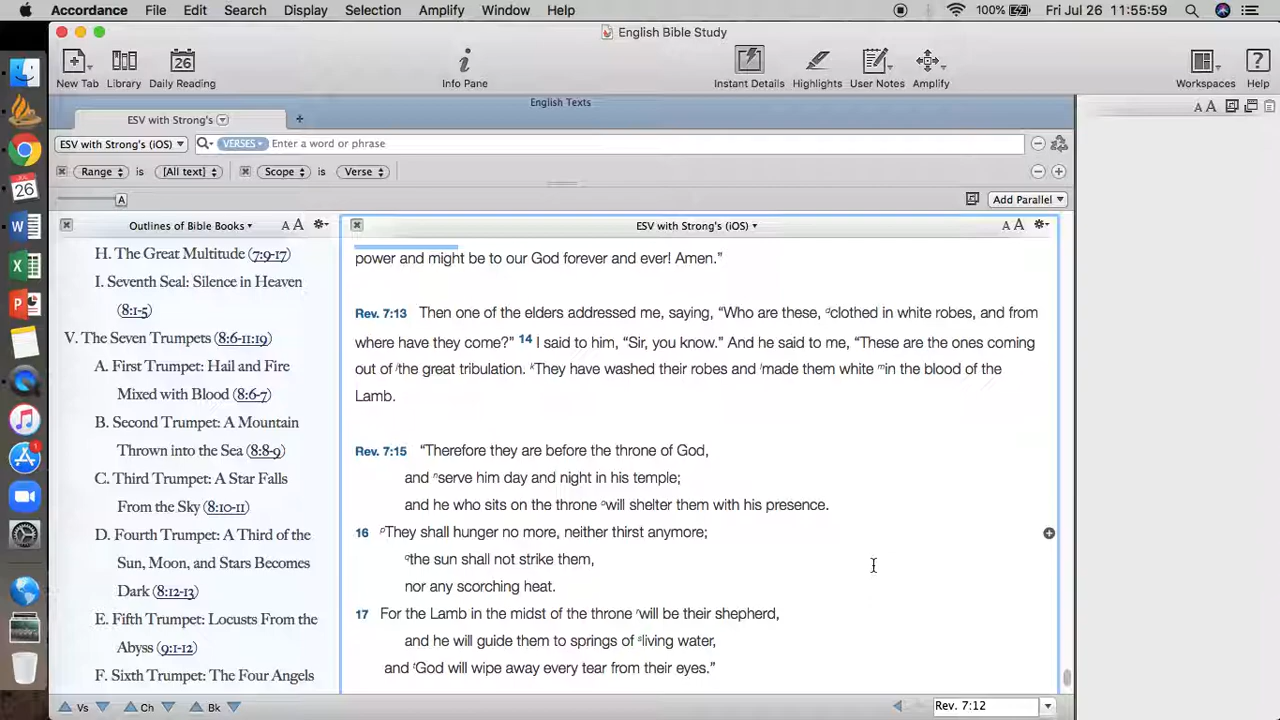 Accordance File Edit Search Display Selection Amplify Window Help 100% Fri Jul 26 11:55:59
English Bible Study
26
New Tab Library Daily Reading Info Pane Instant Details Highlights User Notes Amplify Workspaces Help
English Texts
ESV with Strong's
ESV with Strong's (iOS) VERSES Enter a word or phrase
Range is [All text] Scope is Verse
A Add Parallel
Outlines of Bible Books A A ESV with Strong's (iOS) A A
H. The Great Multitude (7:9-17)
I. Seventh Seal: Silence in Heaven
(8:1-5)
V. The Seven Trumpets (8:6-11:19)
A. First Trumpet: Hail and Fire
Mixed with Blood (8:6-7)
B. Second Trumpet: A Mountain
Thrown into the Sea (8:8-9)
C. Third Trumpet: A Star Falls
From the Sky (8:10-11)
D. Fourth Trumpet: A Third of the
Sun, Moon, and Stars Becomes
Dark (8:12-13)
E. Fifth Trumpet: Locusts From the
Abyss (9:1-12)
F. Sixth Trumpet: The Four Angels
power and might be to our God forever and ever! Amen.”
Rev. 7:13 Then one of the elders addressed me, saying, “Who are these, clothed in white robes, and from
where have they come?” 14 I said to him, “Sir, you know.” And he said to me, “These are the ones coming
out of the great tribulation. kThey have washed their robes and lmade them white min the blood of the
Lamb.
Rev. 7:15 “Therefore they are before the throne of God,
and nserve him day and night in his temple;
and he who sits on the throne owill shelter them with his presence.
16 pThey shall hunger no more, neither thirst anymore;
qthe sun shall not strike them,
nor any scorching heat.
17 For the Lamb in the midst of the throne rwill be their shepherd,
and he will guide them to springs of sliving water,
and tGod will wipe away every tear from their eyes.”
Vs Ch Bk Rev. 7:12
A A
JUL
26
1